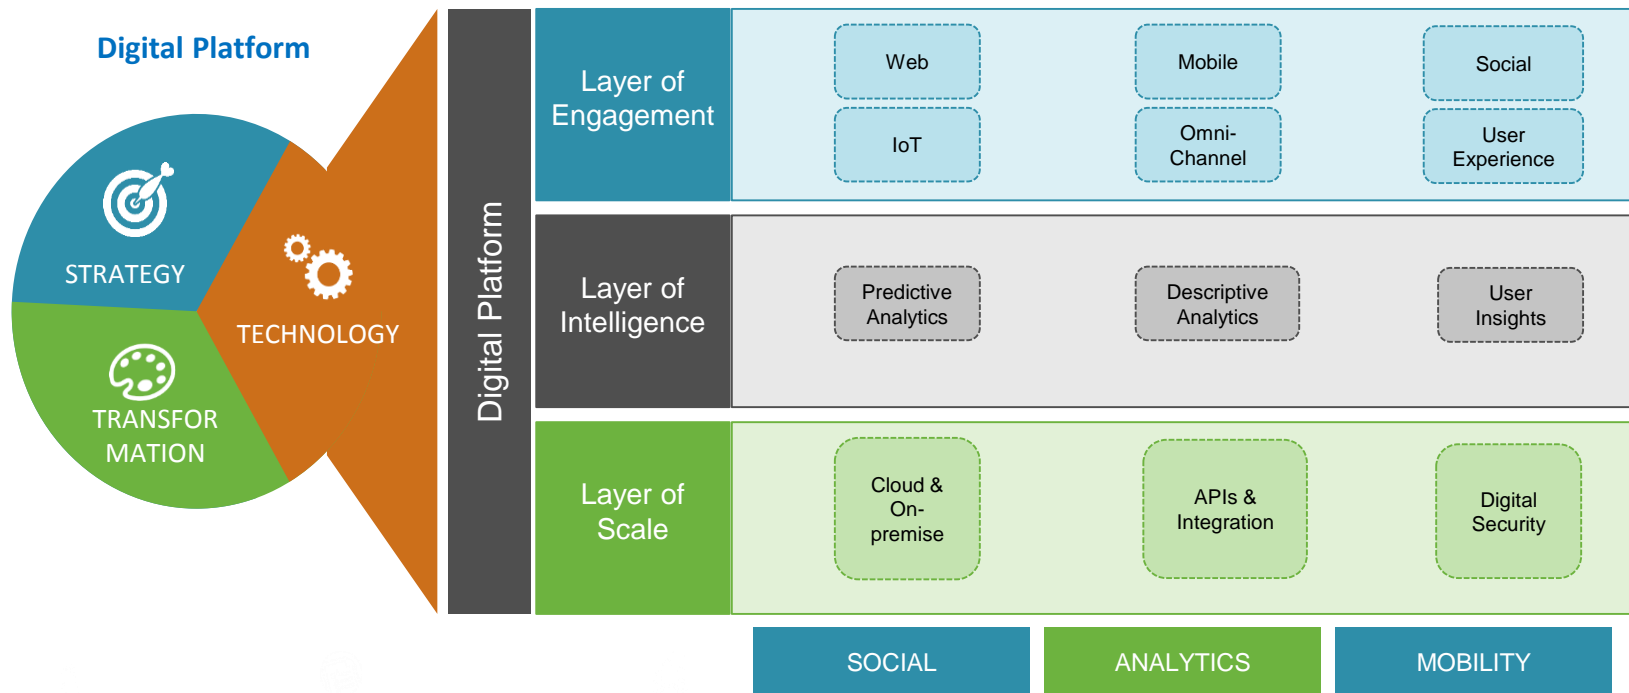 Digital Platform
STRATEGY
TECHNOLOGY
TRANSFOR
MATION
Digital Platform
Layer of
Engagement
Web
Mobile
Social
IoT
Omni-
Channel
User
Experience
Layer of
Intelligence
Predictive
Analytics
Descriptive
Analytics
User
Insights
Layer of
Scale
Cloud &
On-
premise
APIs &
Integration
Digital
Security
SOCIAL
ANALYTICS
MOBILITY